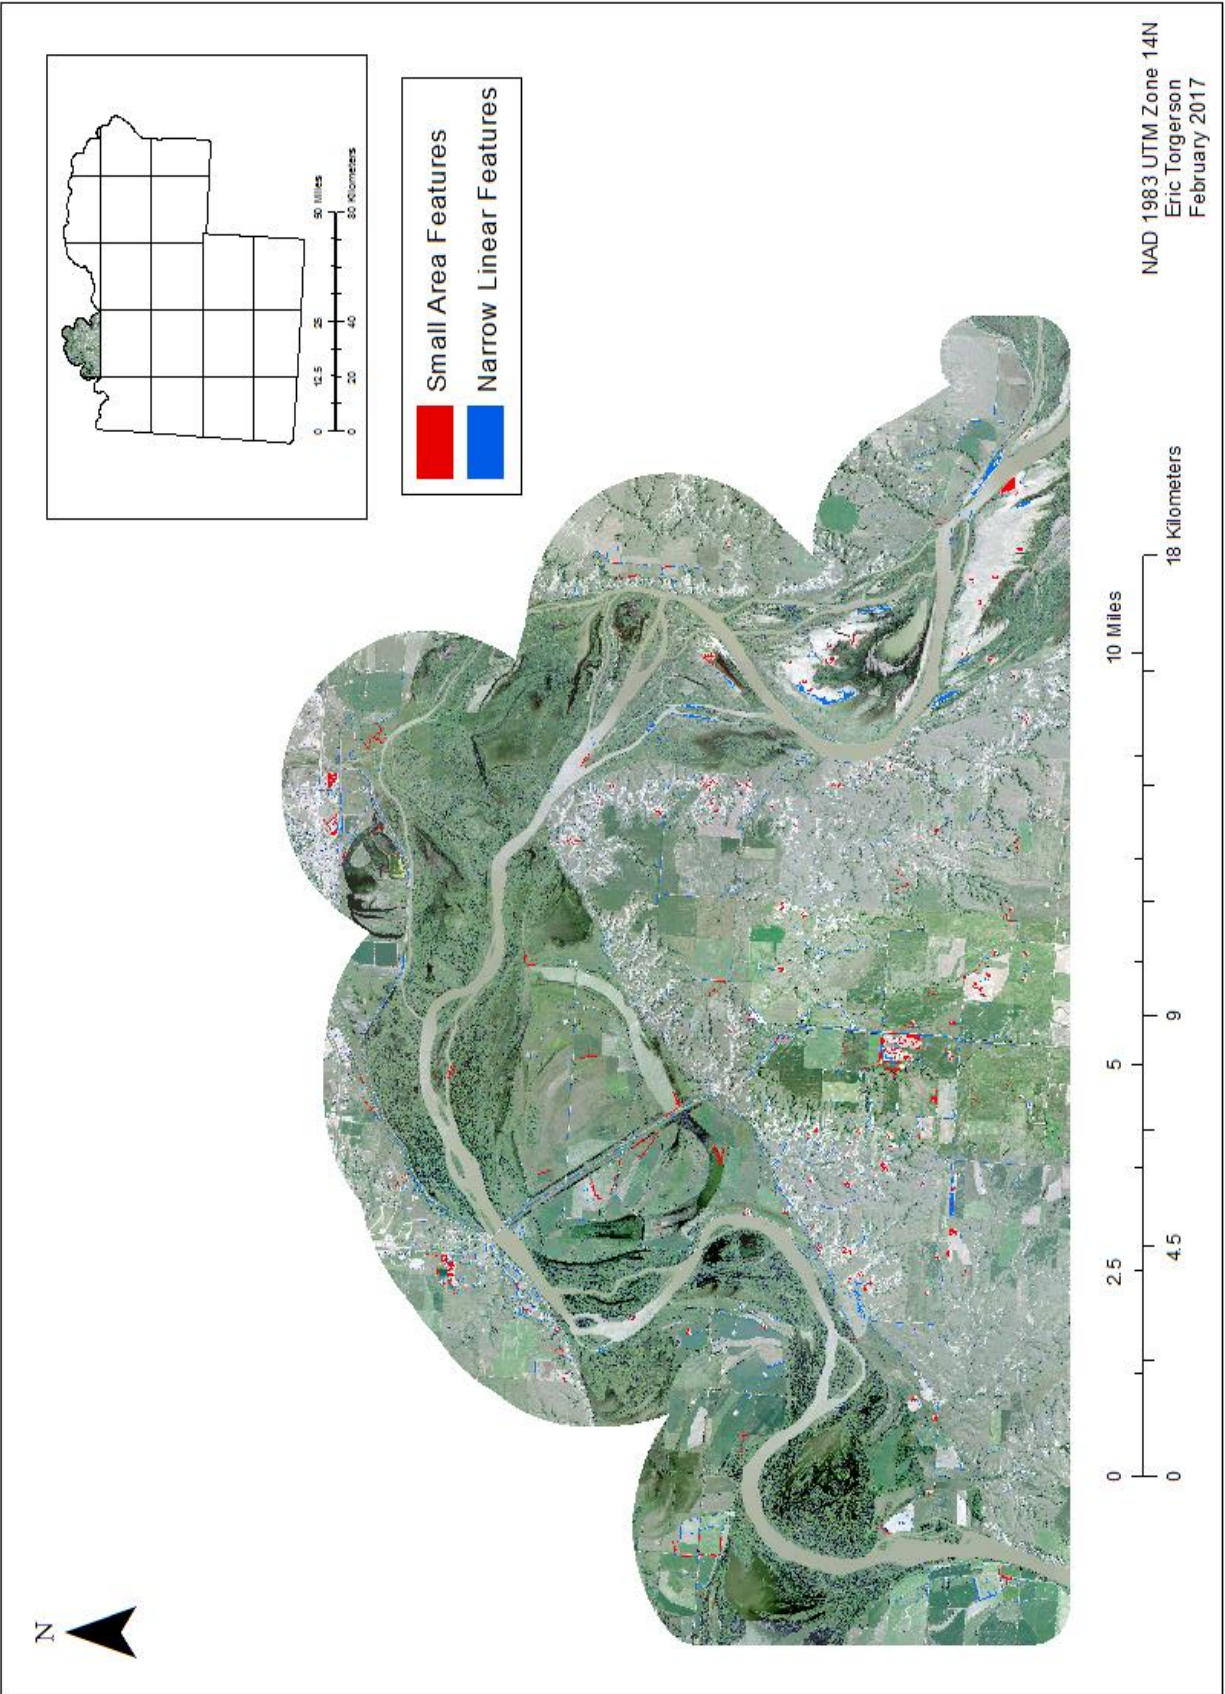 N
0 12.5 25 50 Miles
0 20 40 80 Kilometers
Small Area Features
Narrow Linear Features
0 2.5 5 10 Miles
0 4.5 9 18 Kilometers
NAD 1983 UTM Zone 14N
Eric Torgerson
February 2017